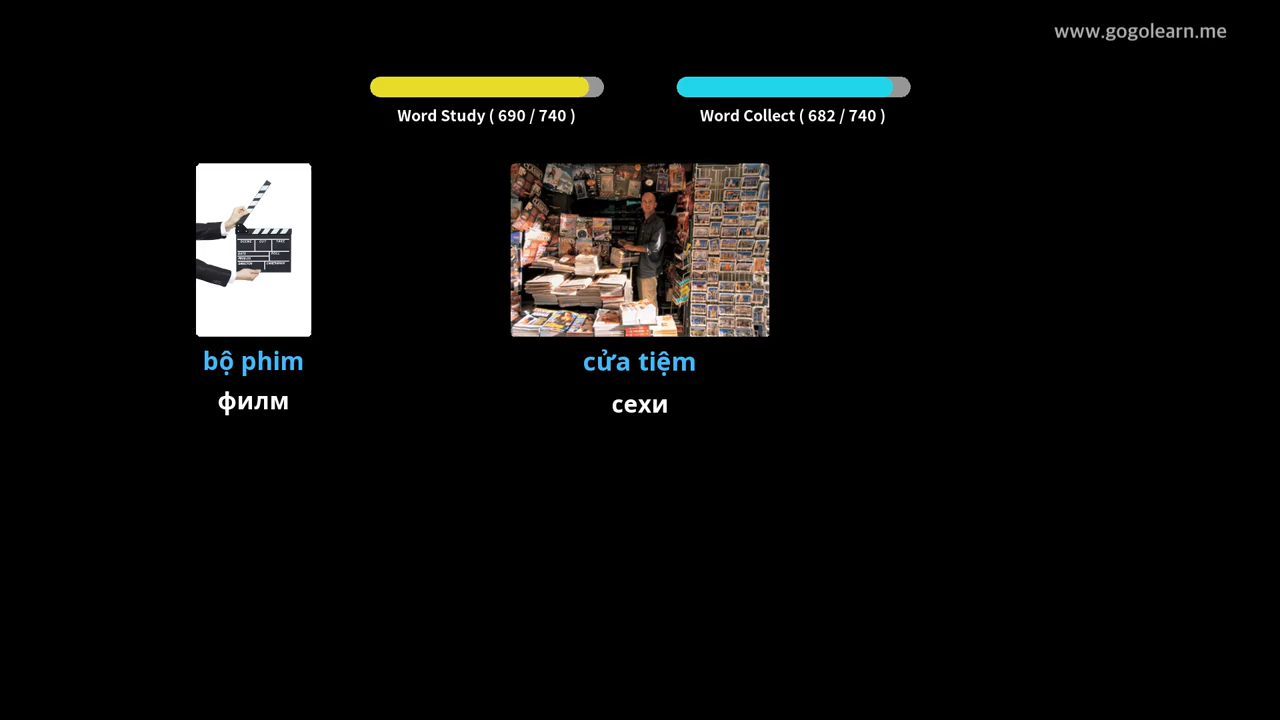 www.gogolearn.me
Word Study ( 690 / 740 )
Word Collect ( 682 / 740 )
bộ phim
филм
cửa tiệm
сехи